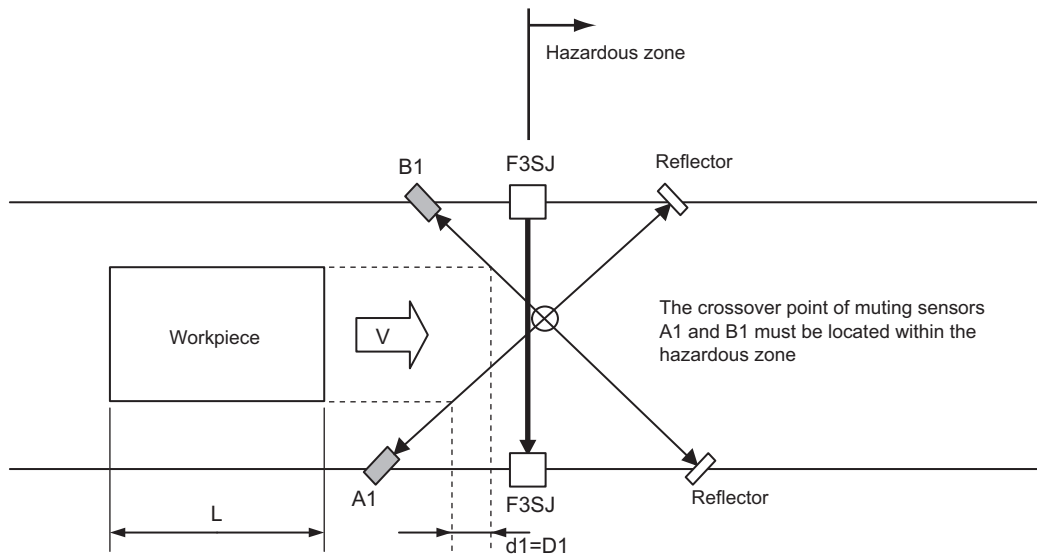 Hazardous zone
B1
F3SJ
Reflector
Workpiece
V
The crossover point of muting sensors
A1 and B1 must be located within the
hazardous zone
A1
F3SJ
Reflector
L
d1=D1